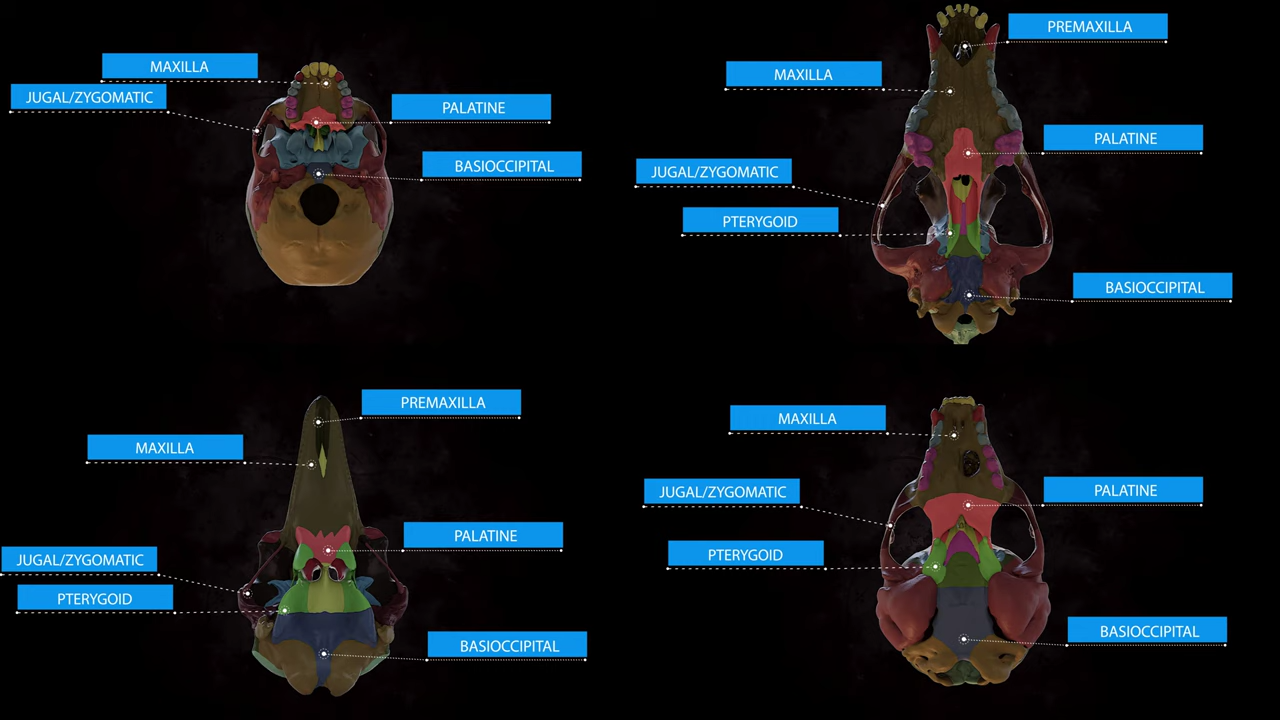 MAXILLA
JUGAL/ZYGOMATIC
PALATINE
BASIOCCIPITAL
PREMAXILLA
MAXILLA
PALATINE
JUGAL/ZYGOMATIC
PTERYGOID
BASIOCCIPITAL
PREMAXILLA
MAXILLA
PALATINE
JUGAL/ZYGOMATIC
PTERYGOID
BASIOCCIPITAL
MAXILLA
JUGAL/ZYGOMATIC
PALATINE
PTERYGOID
BASIOCCIPITAL